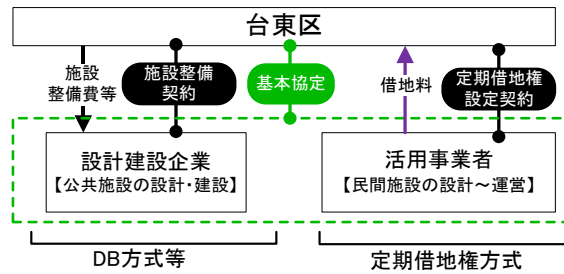 台東区
施設
整備費等
施設整備
契約
基本協定
借地料
定期借地権
設定契約
設計建設企業
【公共施設の設計・建設】
活用事業者
【民間施設の設計～運営】
DB方式等
定期借地権方式